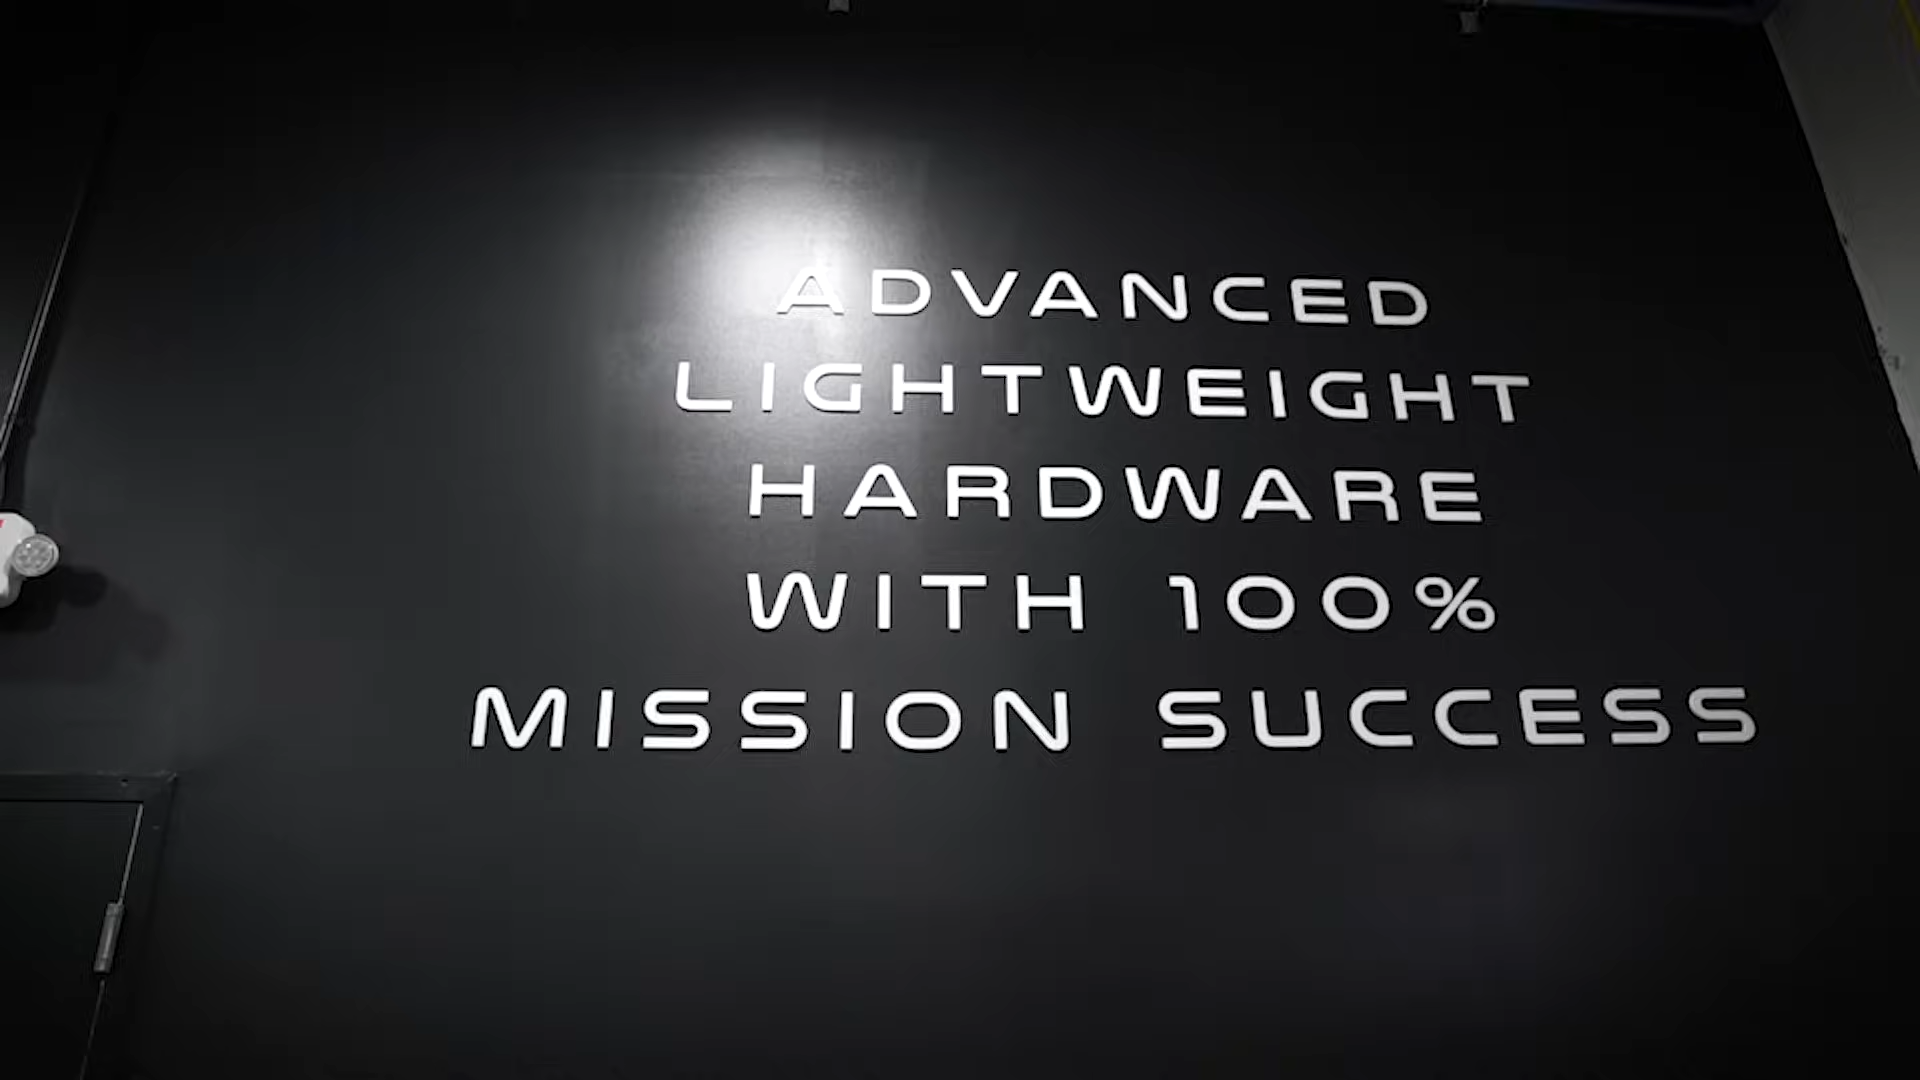 ADVANCED
LIGHTWEIGHT
HARDWARE
WITH 100%
MISSION SUCCESS